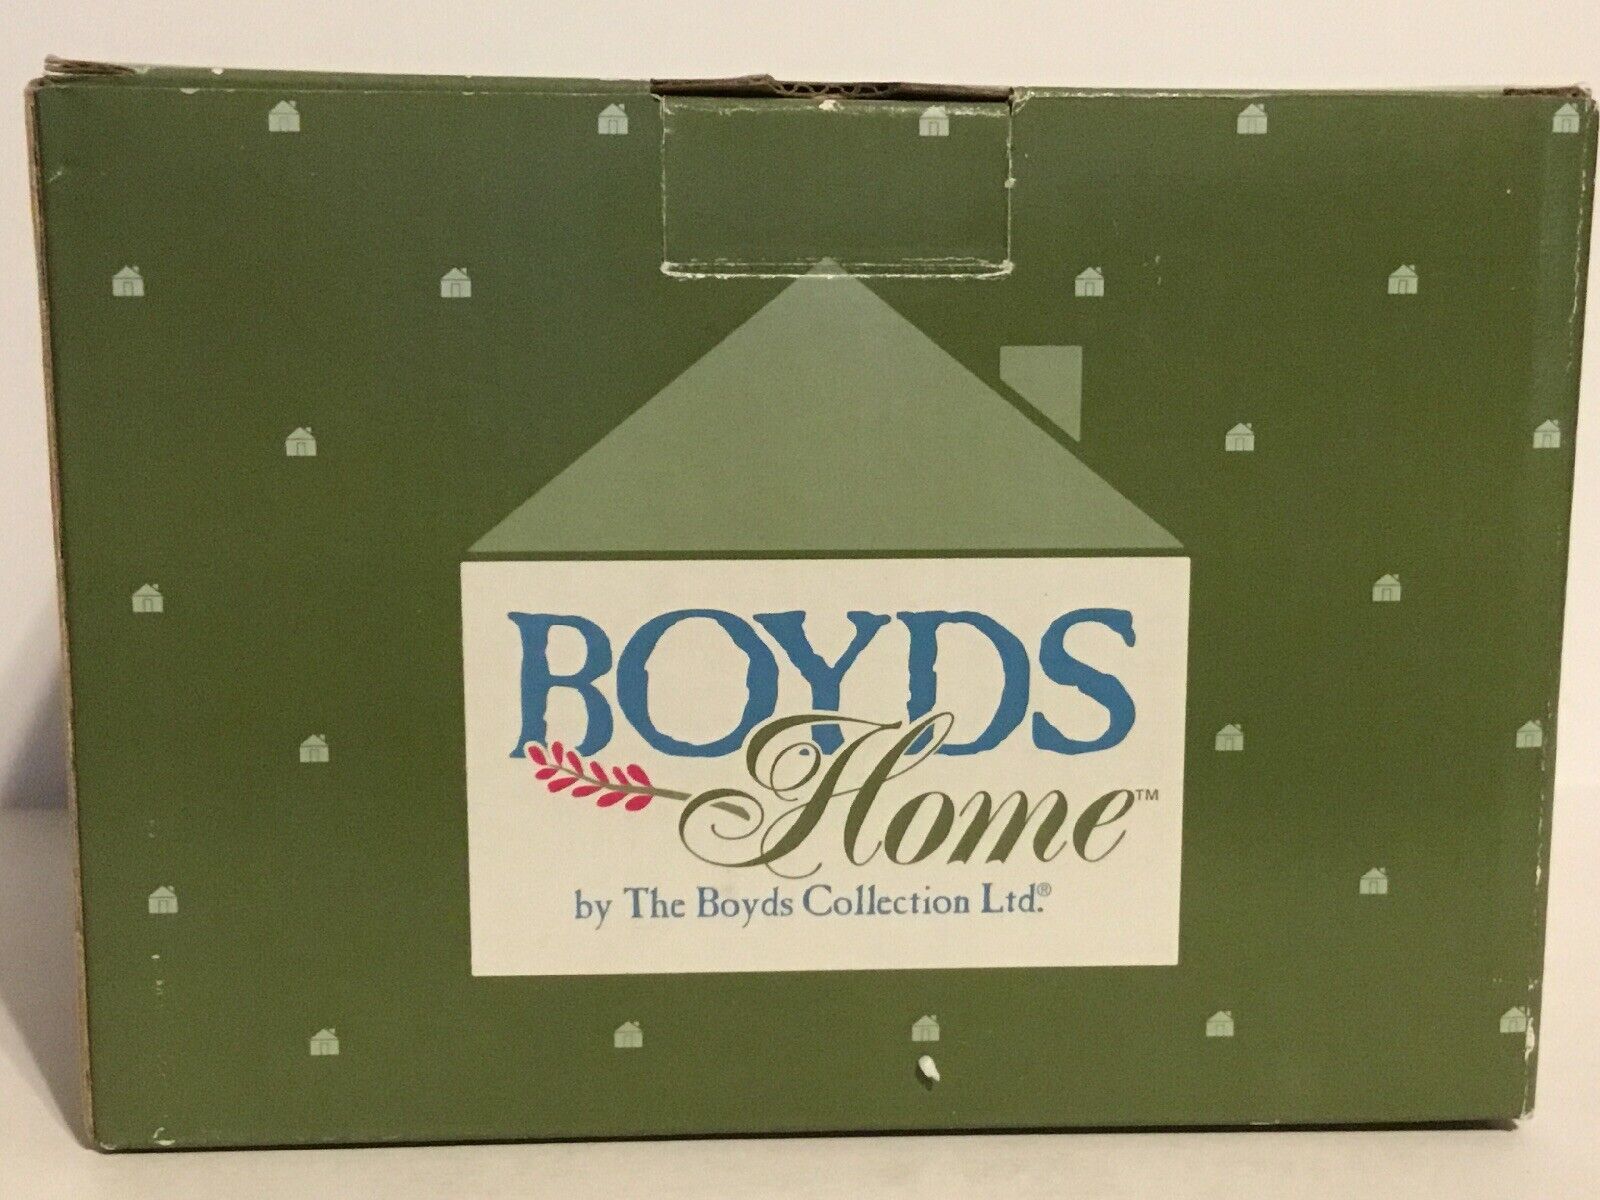 BOYDS
Home™
by The Boyds Collection Ltd.®